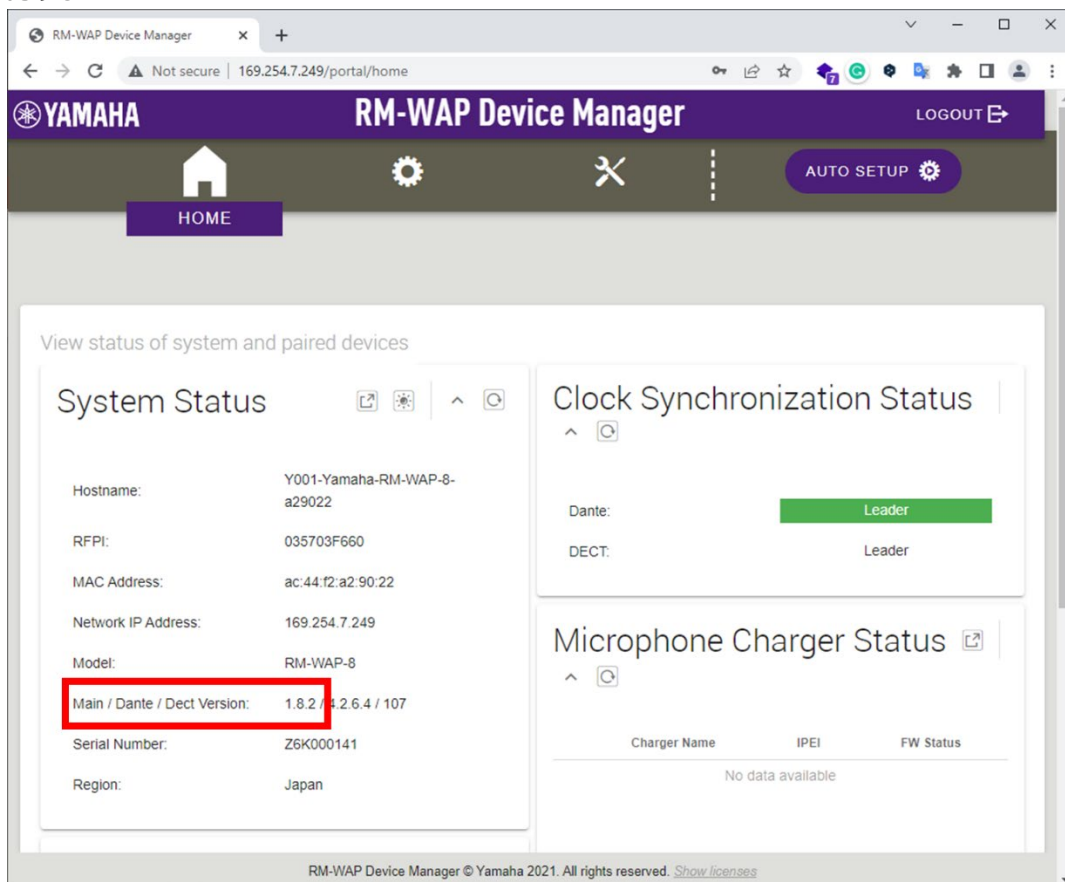 RM-WAP Device Manager
Not secure | 169.254.7.249/portal/home
7
YAMAHA
RM-WAP Device Manager
LOGOUT
HOME
AUTO SETUP
View status of system and paired devices
System Status
Hostname: Y001-Yamaha-RM-WAP-8-
a29022
RFPI: 035703F660
MAC Address: ac:44:f2:a2:90:22
Network IP Address: 169.254.7.249
Model: RM-WAP-8
Main / Dante / Dect Version: 1.8.2 / 4.2.6.4 / 107
Serial Number: Z6K000141
Region: Japan
Clock Synchronization Status
Dante: Leader
DECT: Leader
Microphone Charger Status
Charger Name IPEI FW Status
No data available
RM-WAP Device Manager © Yamaha 2021. All rights reserved. Show licenses